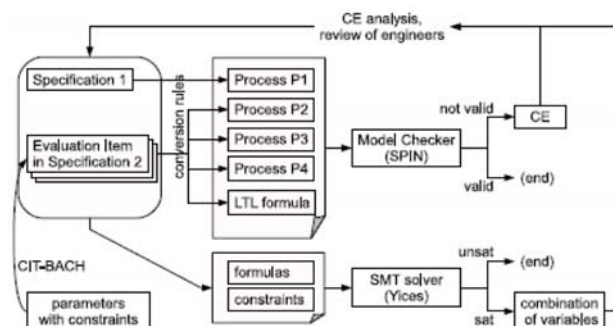 CE analysis,
review of engineers
Specification 1
Evaluation Item
in Specification 2
conversion rules
Process P1
Process P2
Process P3
Process P4
LTL formula
Model Checker
(SPIN)
not valid
CE
valid
(end)
CIT-BACH
parameters
with constraints
formulas
constraints
SMT solver
(Yices)
unsat
(end)
sat
combination
of variables